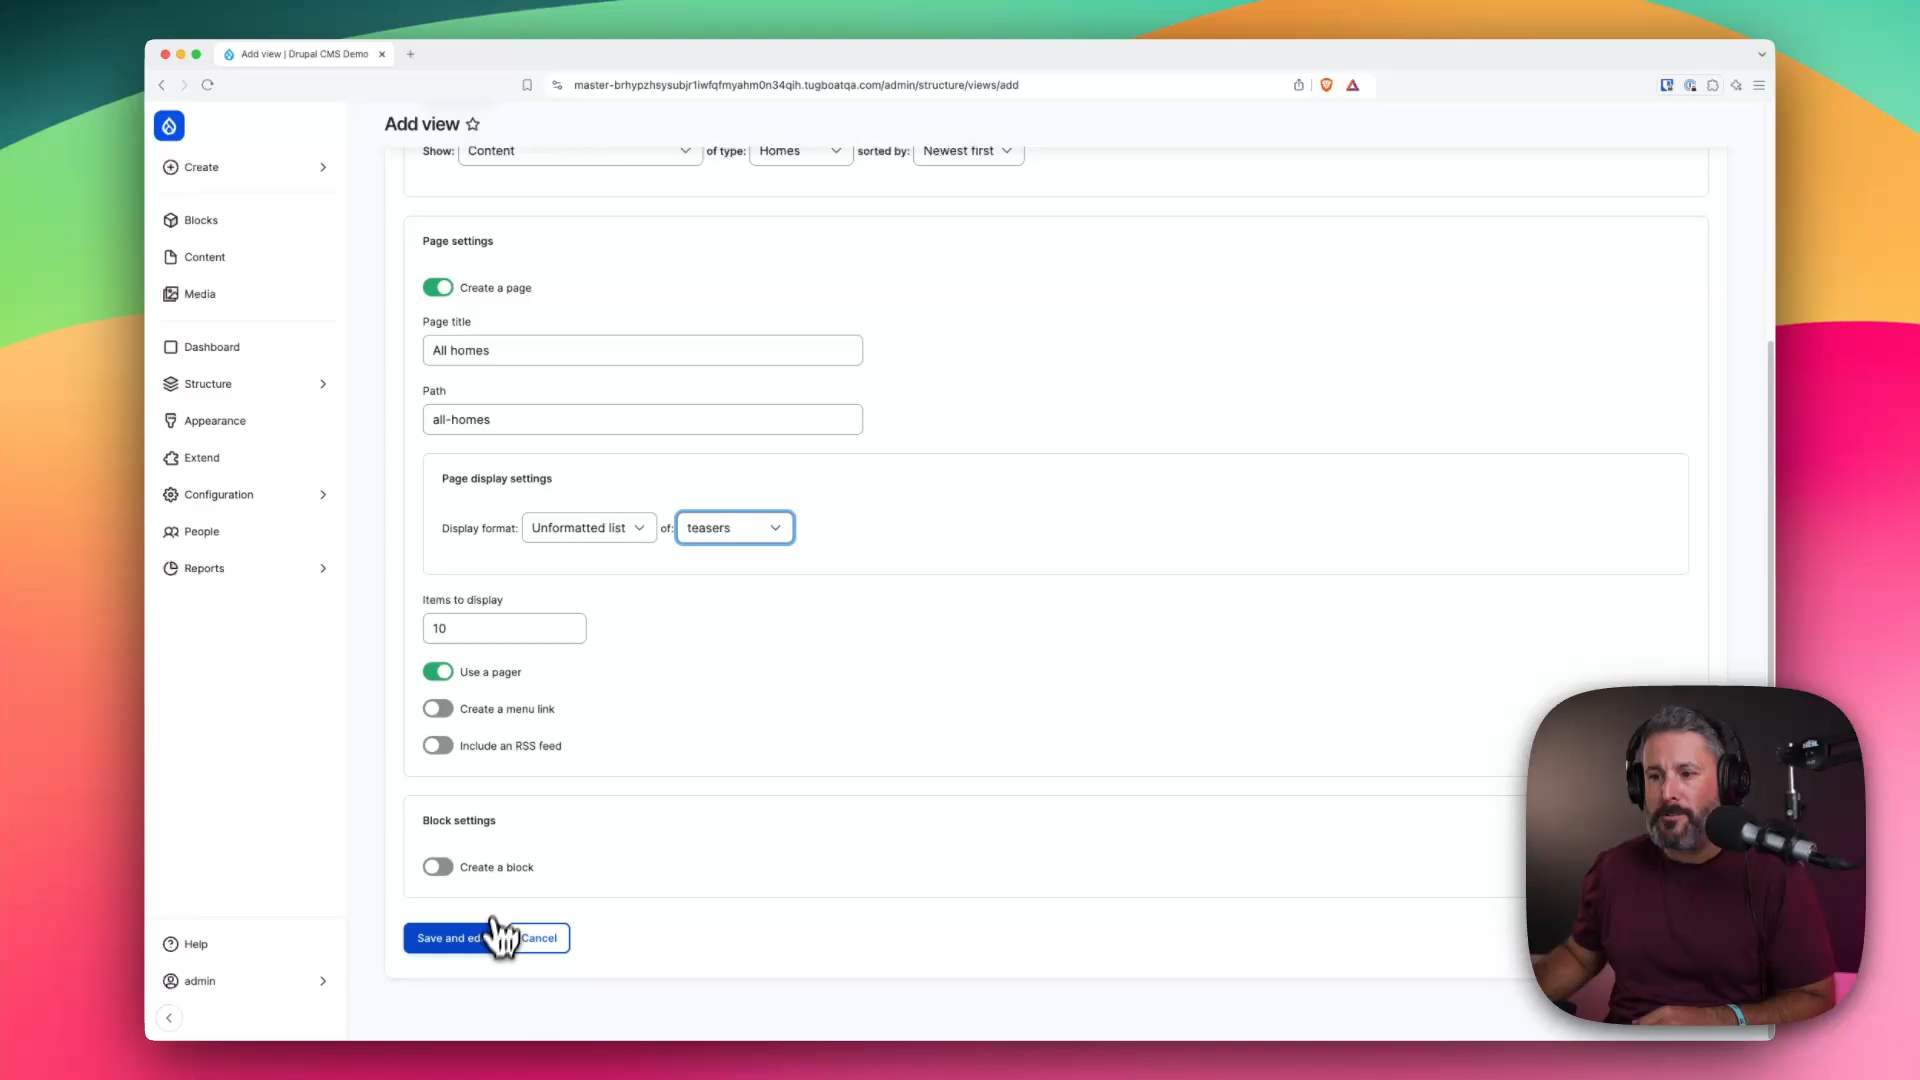 Add view | Drupal CMS Demo
master-brhypzhsysubjr1iwfqfmyahm0n34qih.tugboatqa.com/admin/structure/views/add
Add view
Create
Blocks
Content
Media
Dashboard
Structure
Appearance
Extend
Configuration
People
Reports
Help
admin
Show: Content of type: Homes sorted by: Newest first
Page settings
Create a page
Page title
All homes
Path
all-homes
Page display settings
Display format: Unformatted list of: teasers
Items to display
10
Use a pager
Create a menu link
Include an RSS feed
Block settings
Create a block
Save and ed
Cancel